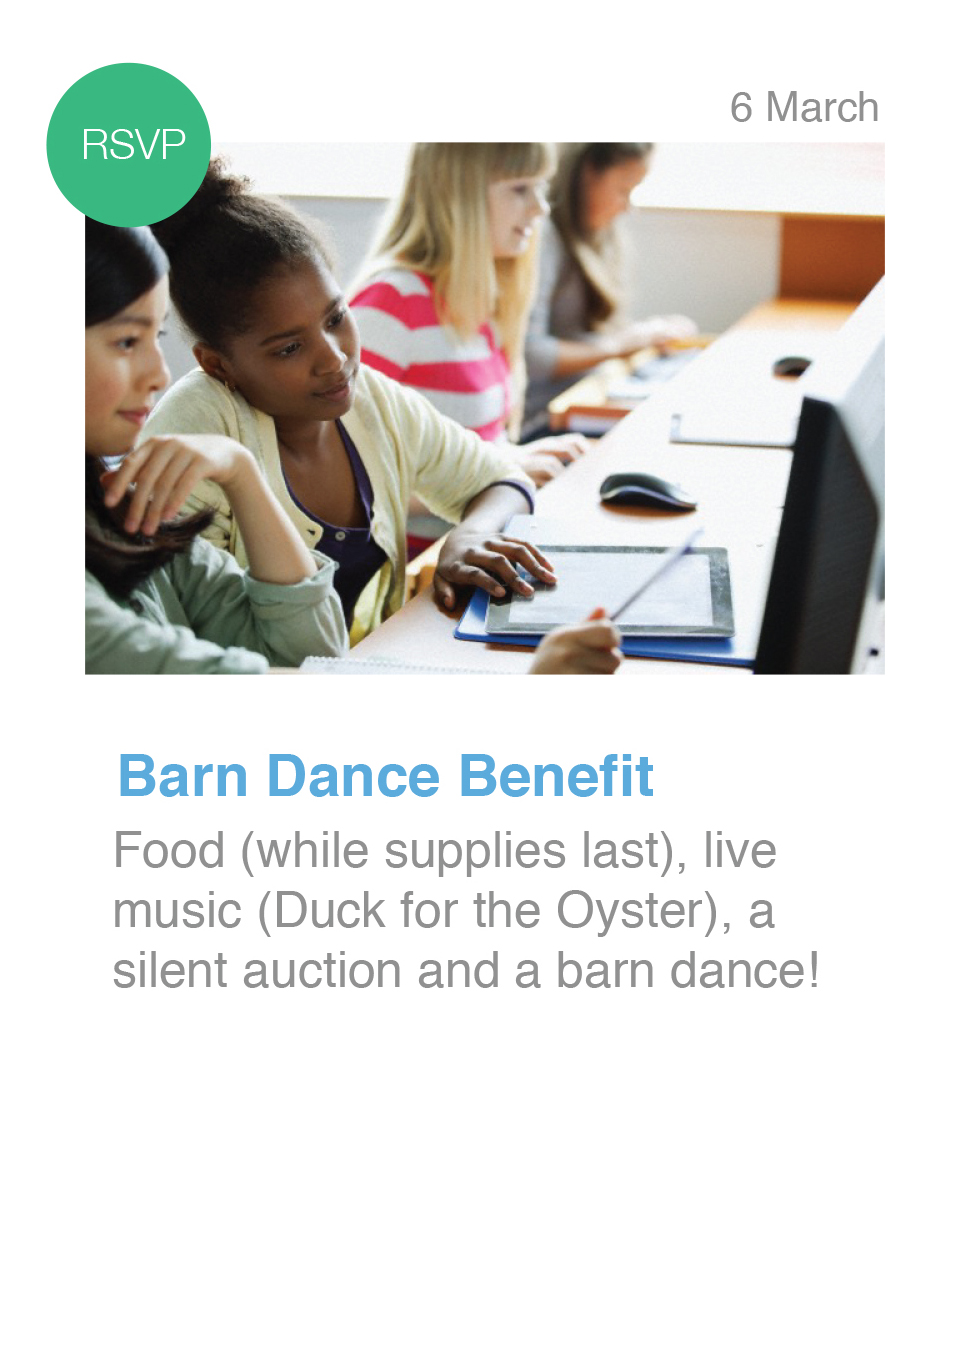 RSVP
6 March
Barn Dance Benefit
Food (while supplies last), live
music (Duck for the Oyster), a
silent auction and a barn dance!